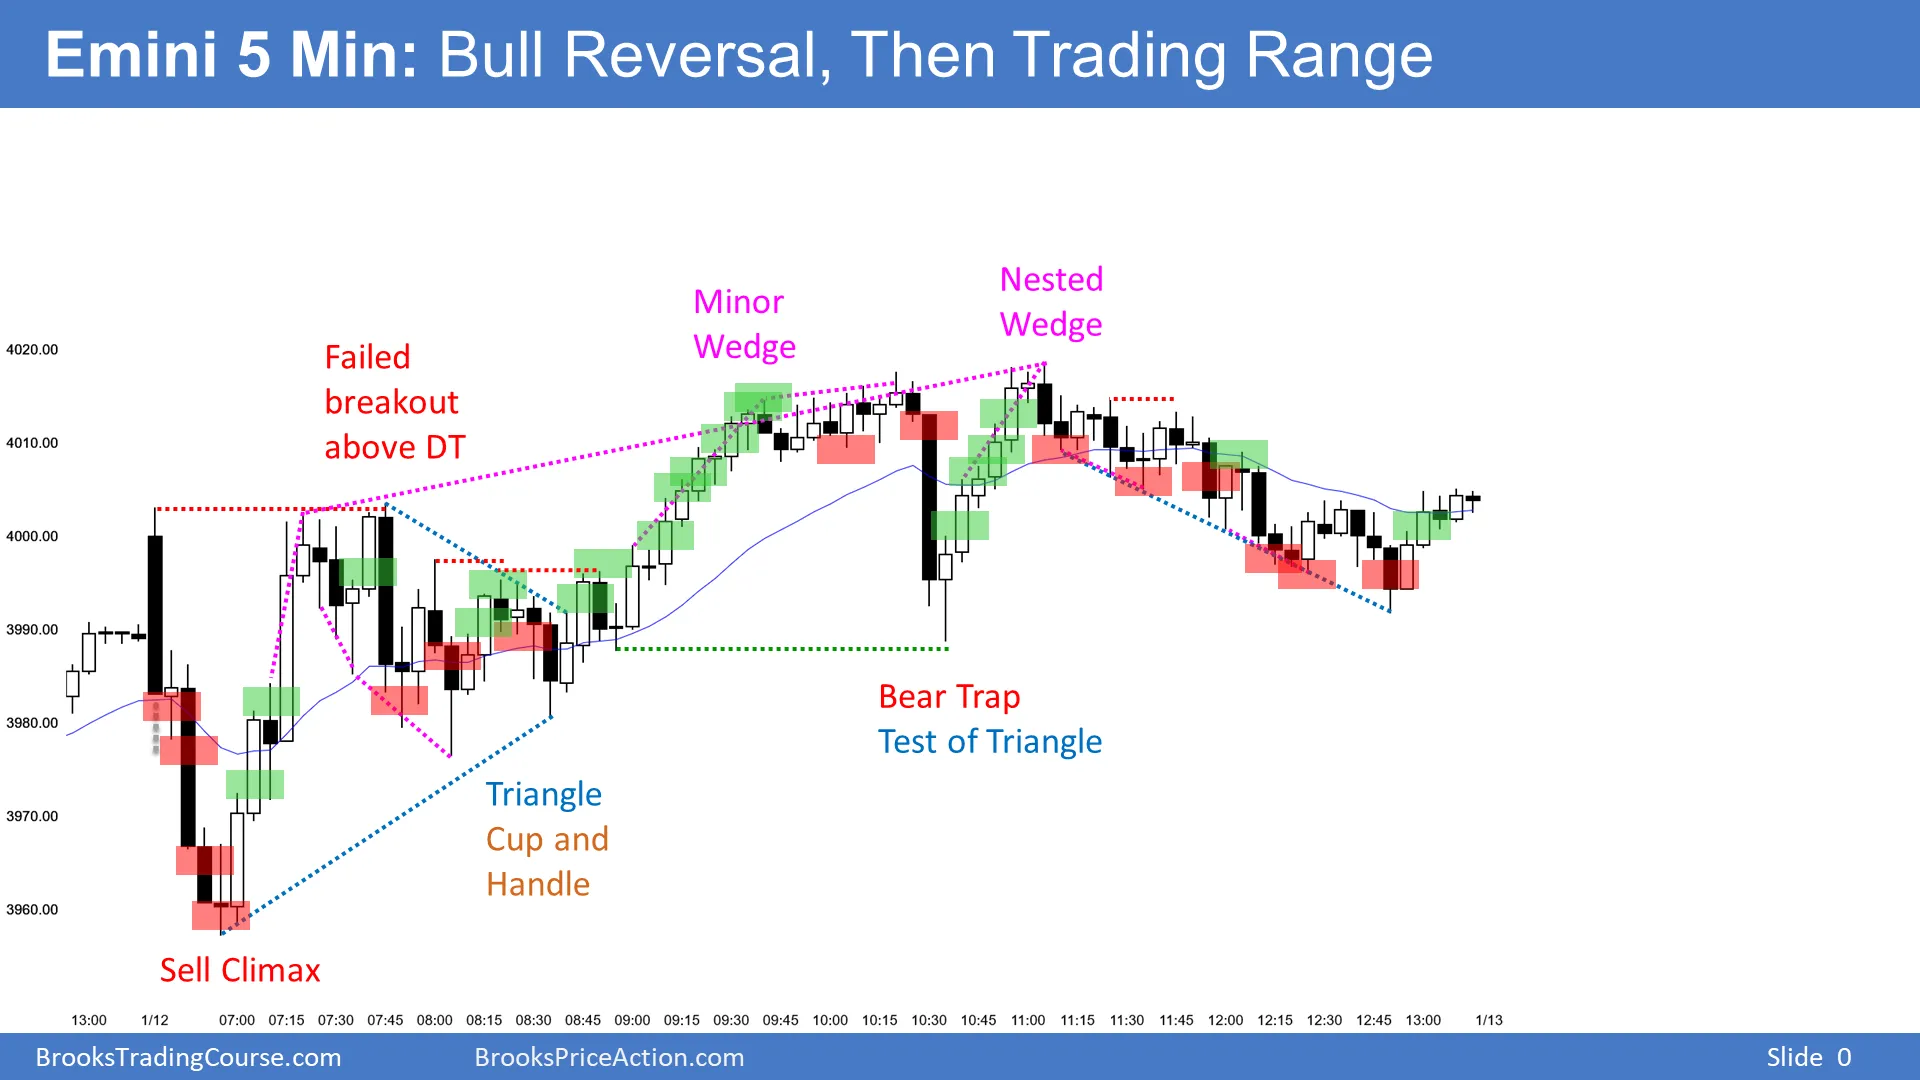 Emini 5 Min: Bull Reversal, Then Trading Range
Nested
Wedge
Minor
Wedge
Failed
breakout
above DT
4020.00
4010.00
4000.00
3990.00
3980.00
3970.00
3960.00
Bear Trap
Test of Triangle
Triangle
Cup and
Handle
Sell Climax
13:00 1/12 07:00 07:15 07:30 07:45 08:00 08:15 08:30 08:45 09:00 09:15 09:30 09:45 10:00 10:15 10:30 10:45 11:00 11:15 11:30 11:45 12:00 12:15 12:30 12:45 13:00 1/13
BrooksTradingCourse.com BrooksPriceAction.com Slide 0